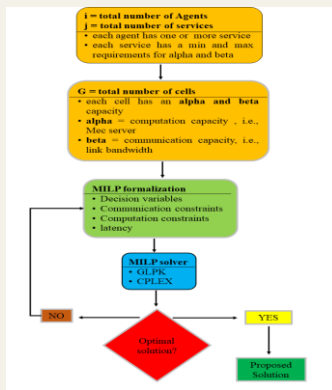 i = total number of Agents
j = total number of services
• each agent has one or more service
• each service has a min and max
requirements for alpha and beta
G = total number of cells
• each cell has an alpha and beta
capacity
• alpha = computation capacity , i.e.,
Mec server
• beta = communication capacity, i.e.,
link bandwidth
MILP formalization
• Decision variables
• Communication constraints
• Computation constraints
• latency
MILP solver
• GLPK
• CPLEX
NO
YES
Optimal
solution?
Proposed
Solution